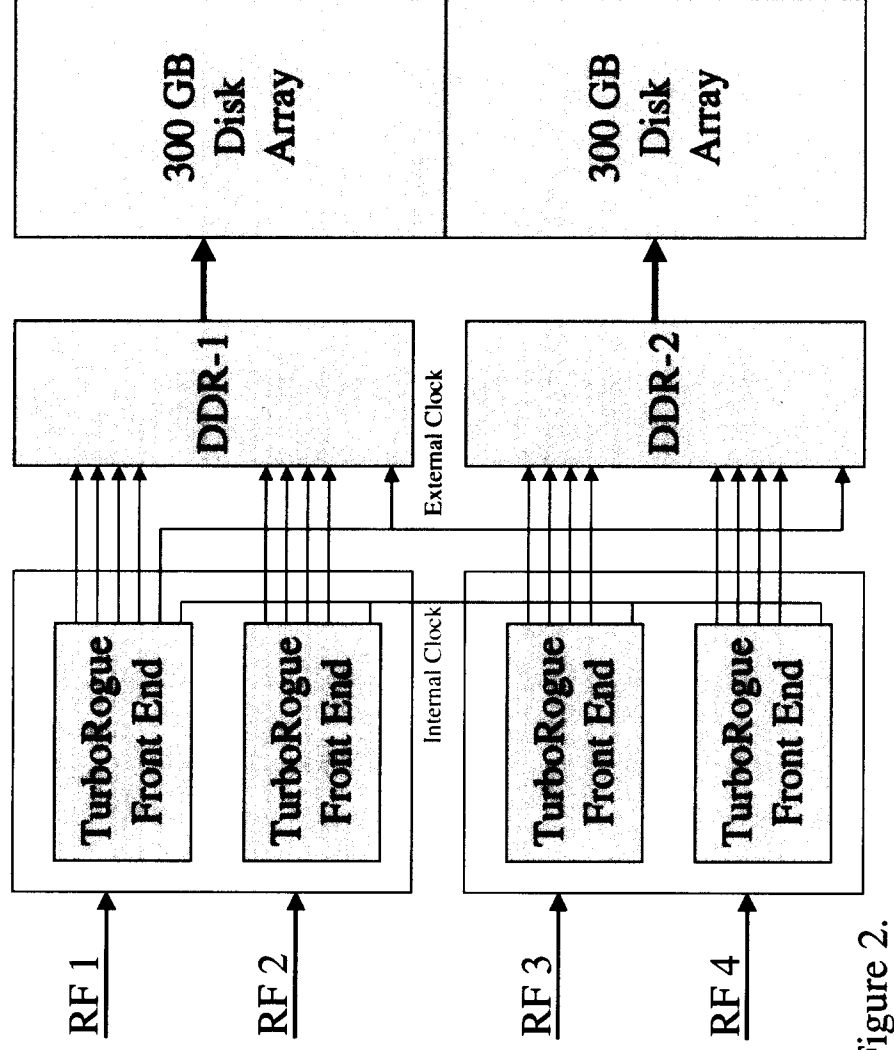 RF 1
RF 2
RF 3
RF 4
TurboRogue
Front End
TurboRogue
Front End
TurboRogue
Front End
TurboRogue
Front End
Internal Clock
External Clock
DDR-1
DDR-2
300 GB
Disk
Array
300 GB
Disk
Array
Figure 2.